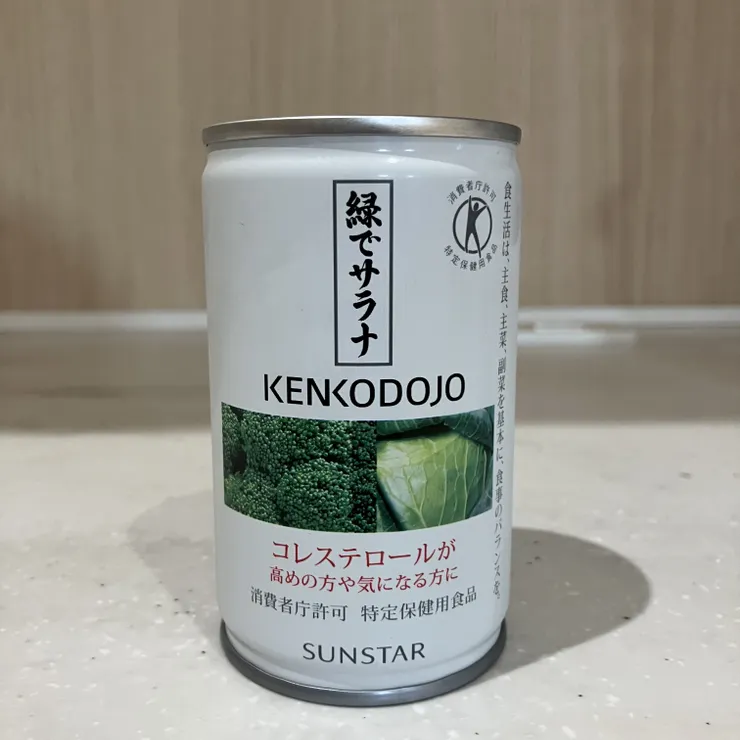 緑でサラナ
消費者庁許可
特定保健用食品
食生活は、主食、主菜、副菜を基本に、食事のバランスを。
KENKODOJO
コレステロールが
高めの方や気になる方に
消費者庁許可 特定保健用食品
SUNSTAR